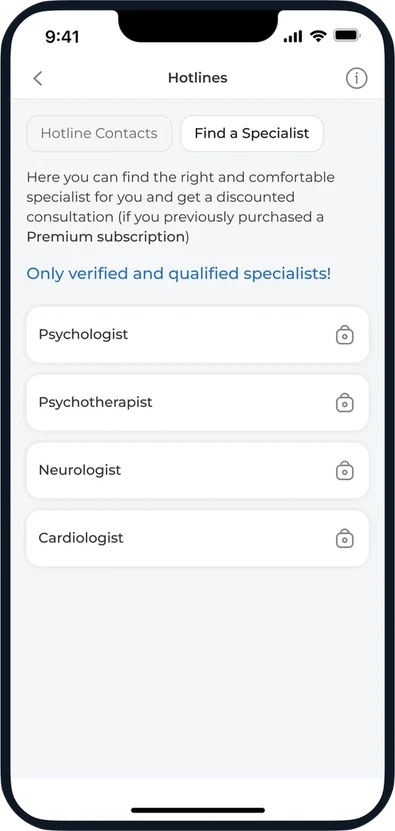 9:41
Hotlines
Hotline Contacts
Find a Specialist
Here you can find the right and comfortable
specialist for you and get a discounted
consultation (if you previously purchased a
Premium subscription)
Only verified and qualified specialists!
Psychologist
Psychotherapist
Neurologist
Cardiologist